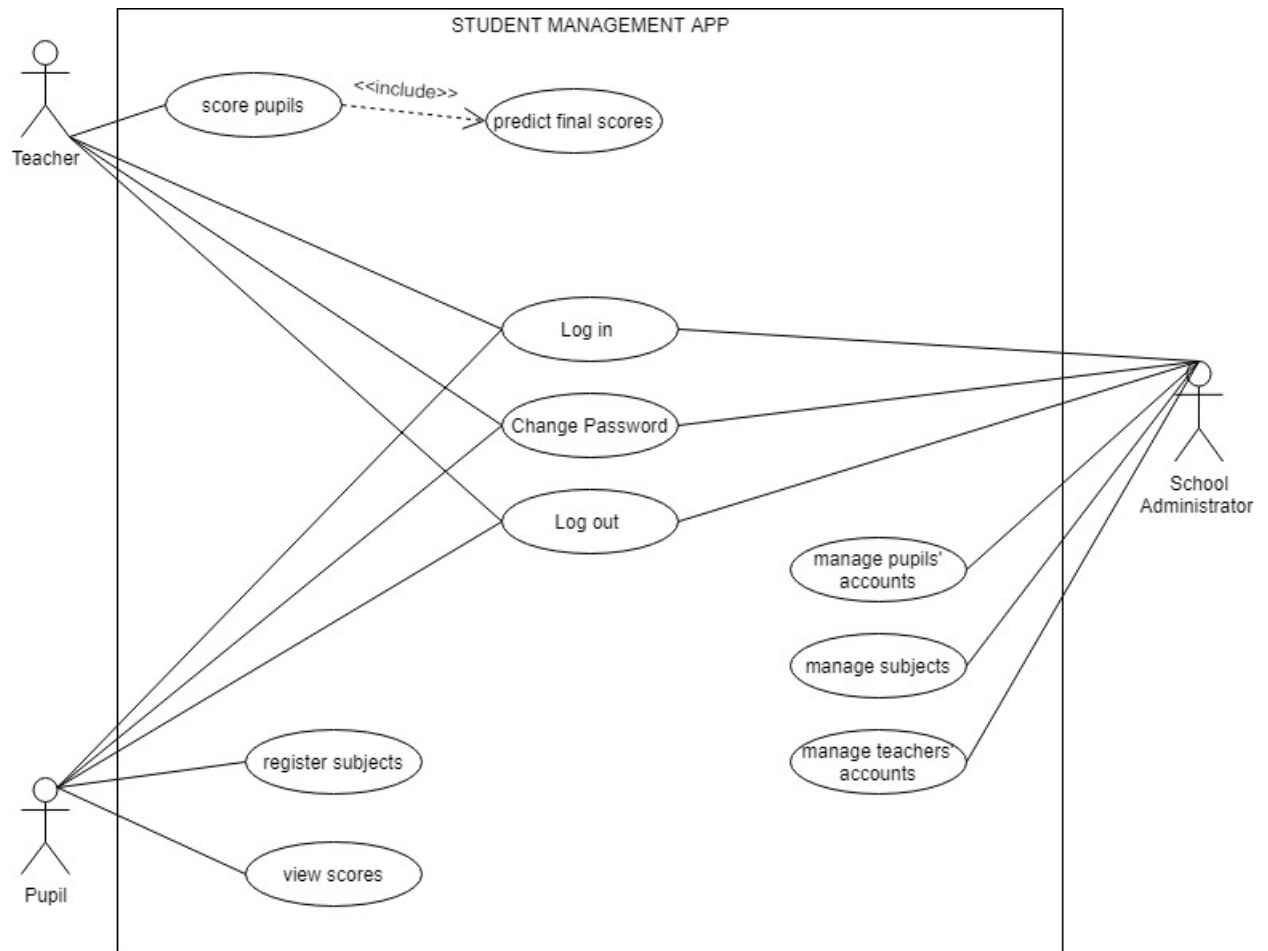 STUDENT MANAGEMENT APP
score pupils
<<include>>
predict final scores
Teacher
Log in
Change Password
Log out
School
Administrator
manage pupils'
accounts
manage subjects
manage teachers'
accounts
register subjects
view scores
Pupil